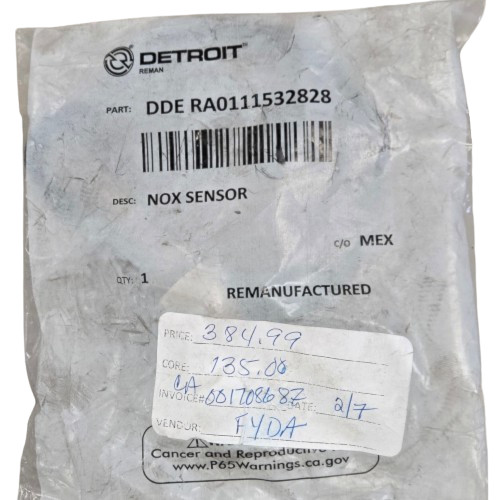 DETROIT
REMAN
PART: DDE RA0111532828
DESC: NOX SENSOR
c/o MEX
QTY: 1
REMANUFACTURED
PRICE: 384.99
CORE: 135.00
CA
INVOICE# 001708687 DATE: 2/7
VENDOR: FYDA
Cancer and Reproductive
www.P65Warnings.ca.gov